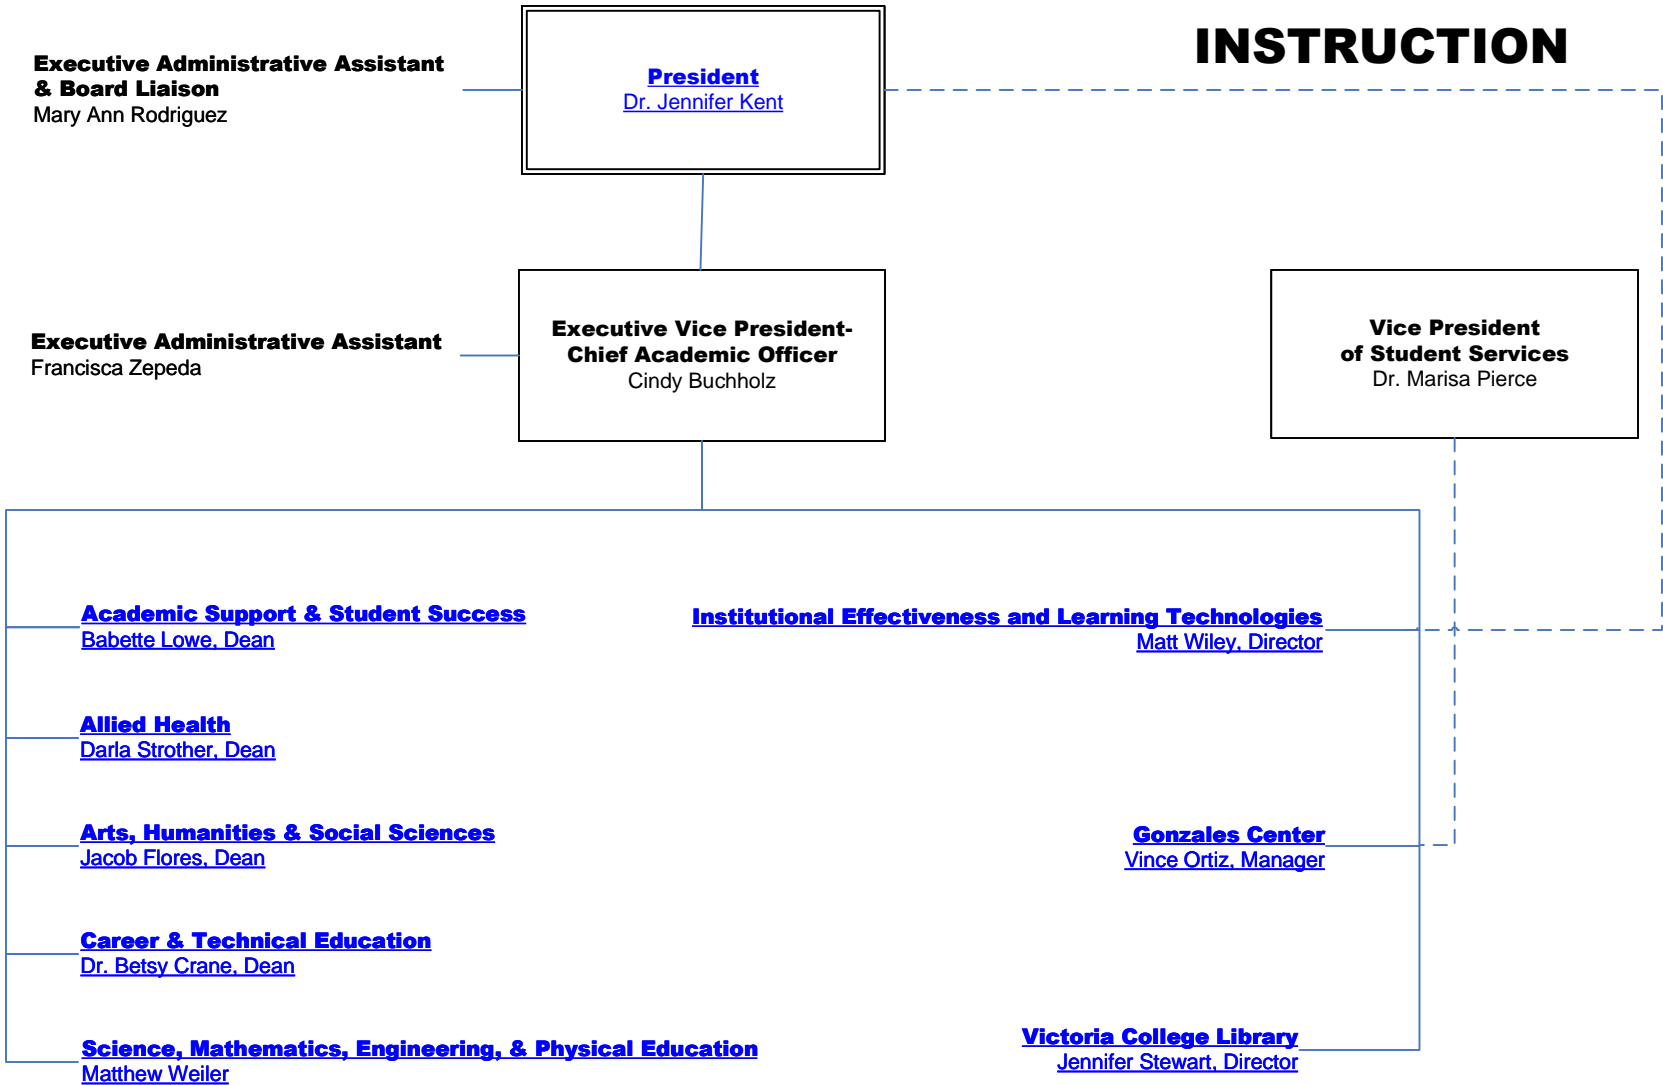 INSTRUCTION
Executive Administrative Assistant
& Board Liaison
Mary Ann Rodriguez
President
Dr. Jennifer Kent
Executive Administrative Assistant
Francisca Zepeda
Executive Vice President-
Chief Academic Officer
Cindy Buchholz
Vice President
of Student Services
Dr. Marisa Pierce
Academic Support & Student Success
Babette Lowe, Dean
Institutional Effectiveness and Learning Technologies
Matt Wiley, Director
Allied Health
Darla Strother, Dean
Arts, Humanities & Social Sciences
Jacob Flores, Dean
Gonzales Center
Vince Ortiz, Manager
Career & Technical Education
Dr. Betsy Crane, Dean
Science, Mathematics, Engineering, & Physical Education
Matthew Weiler
Victoria College Library
Jennifer Stewart, Director